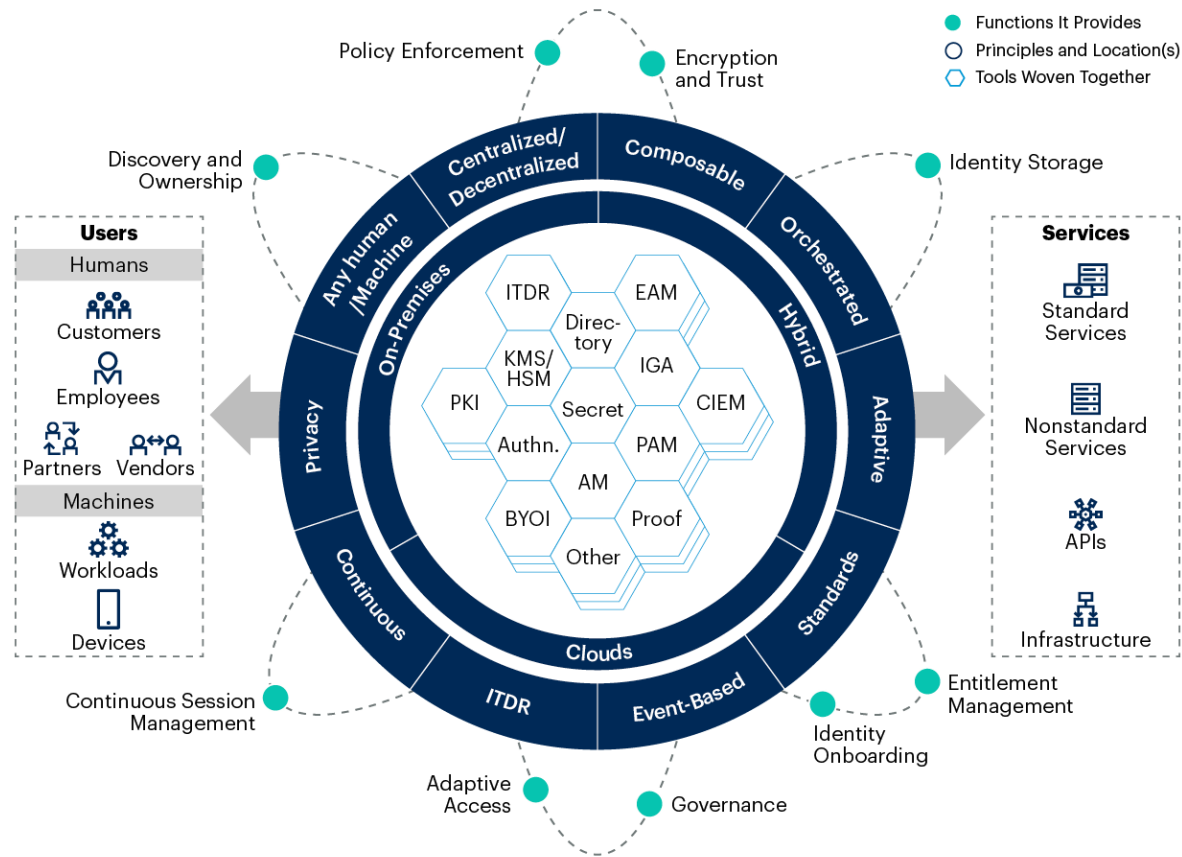 Functions It Provides
Principles and Location(s)
Tools Woven Together
Policy Enforcement
Encryption
and Trust
Discovery and
Ownership
Identity Storage
Centralized/
Decentralized
Composable
Any human
/Machine
Orchestrated
Privacy
Adaptive
Continuous
Standards
ITDR
Event-Based
On-Premises
Hybrid
Clouds
Users
Humans
Customers
Employees
Partners
Vendors
Machines
Workloads
Devices
ITDR
EAM
Direc-
tory
KMS/
HSM
IGA
PKI
Secret
CIEM
Authn.
PAM
AM
BYOI
Proof
Other
Services
Standard
Services
Nonstandard
Services
APIs
Infrastructure
Continuous Session
Management
Entitlement
Management
Identity
Onboarding
Adaptive
Access
Governance